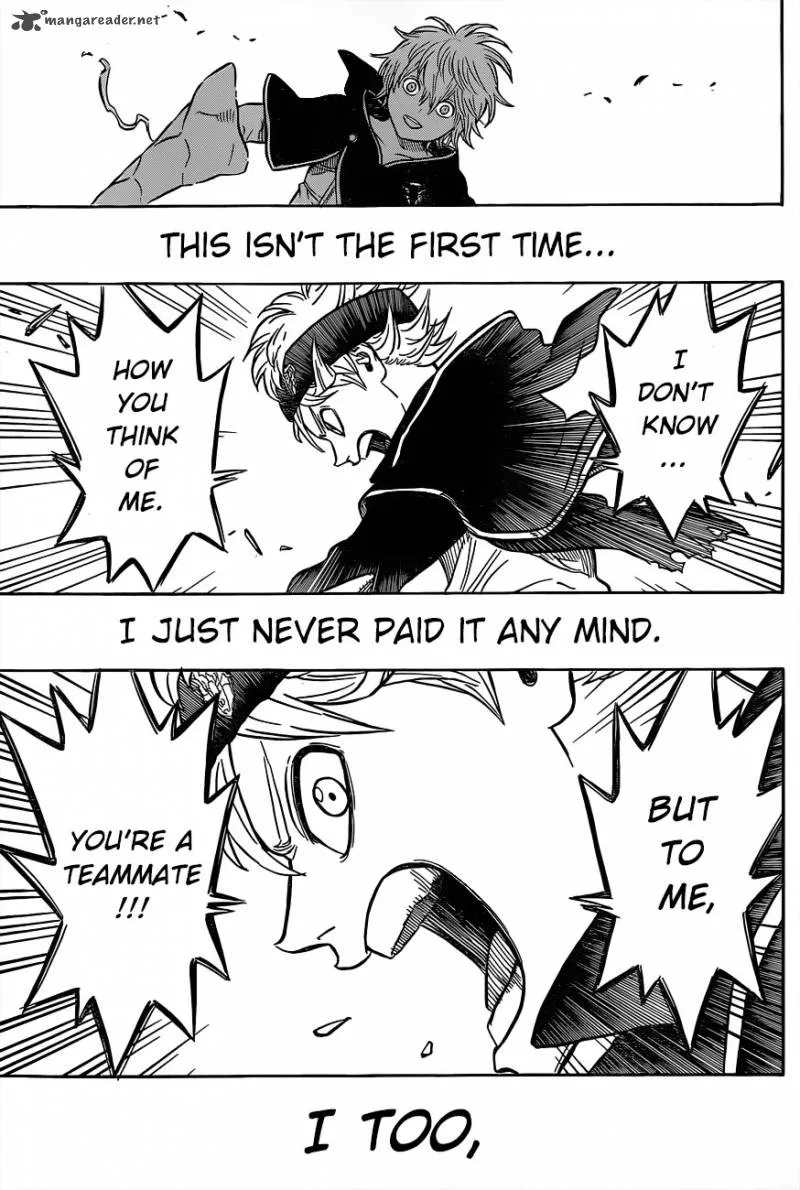 mangareader.net
THIS ISN'T THE FIRST TIME...
I
DON'T
KNOW
...
HOW
YOU
THINK
OF
ME.
I JUST NEVER PAID IT ANY MIND.
BUT
TO
ME,
YOU'RE A
TEAMMATE
!!!
I TOO,